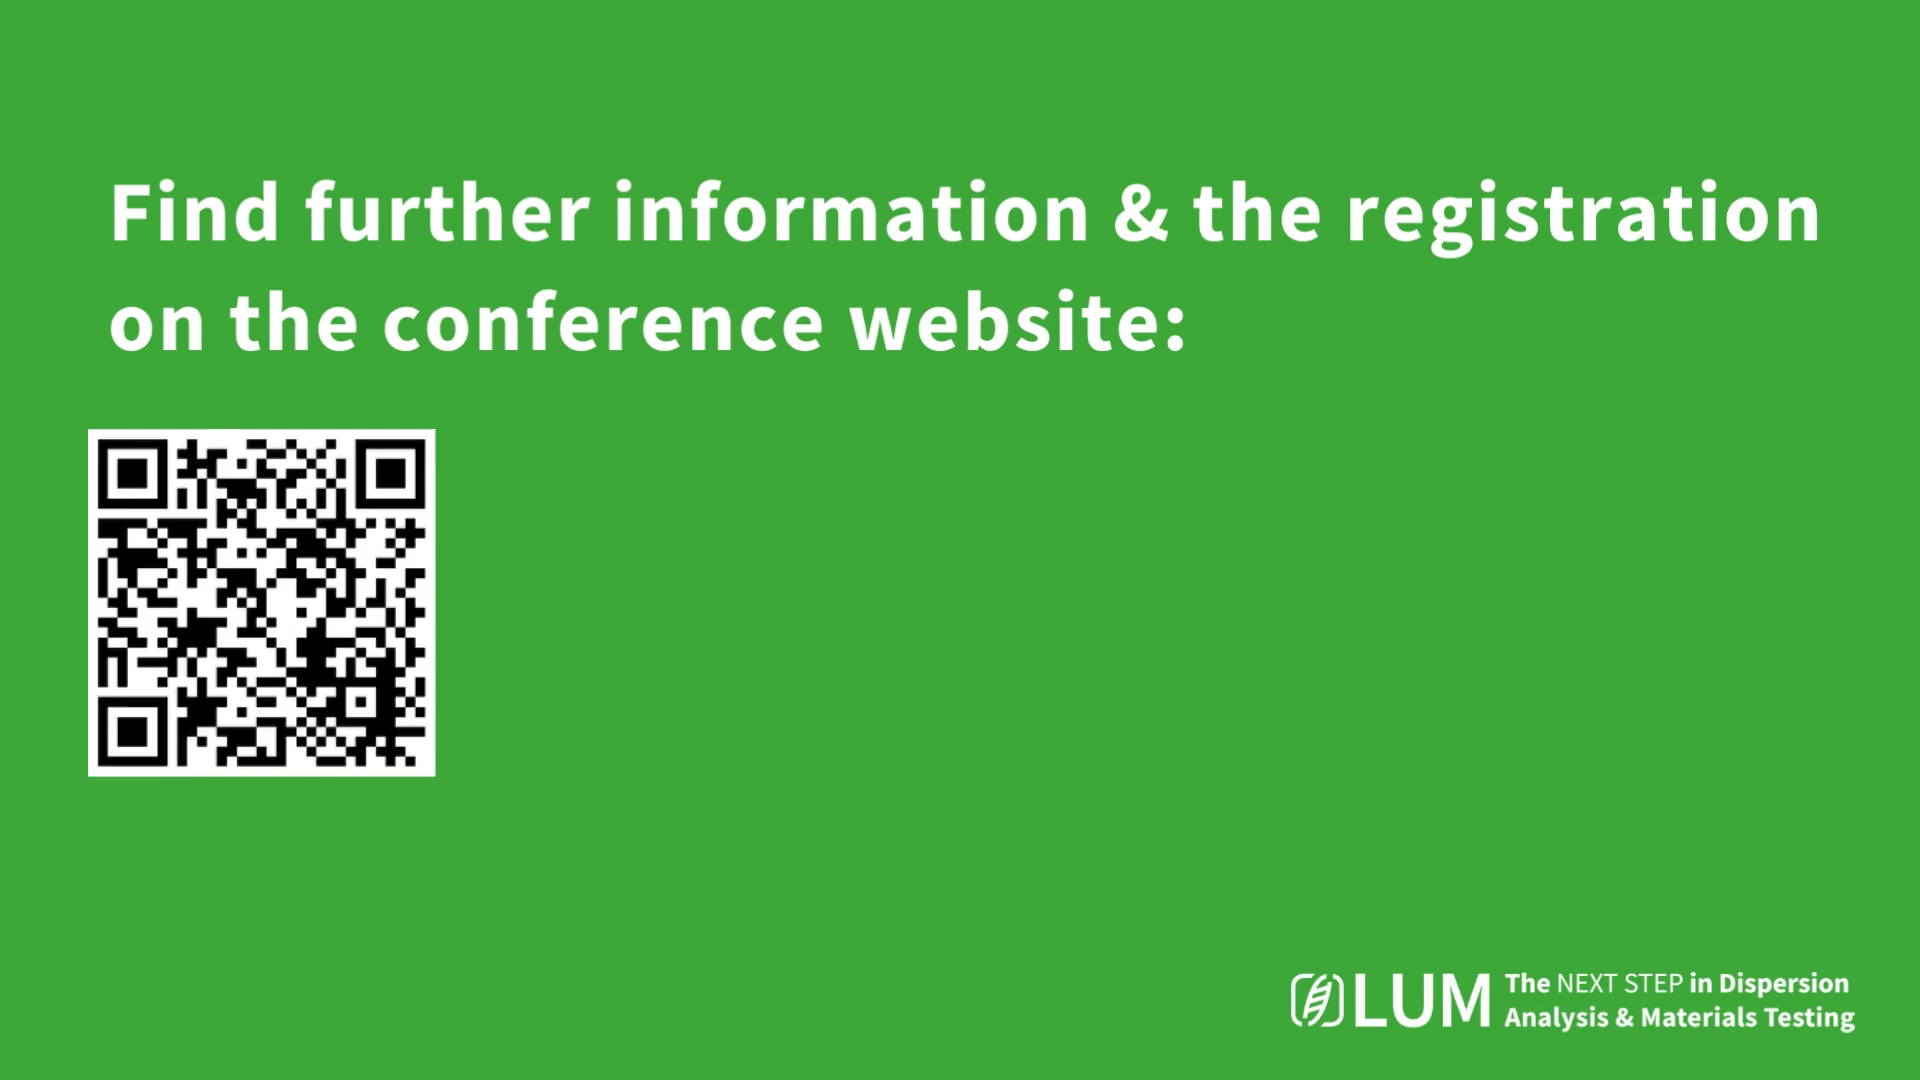 Find further information & the registration
on the conference website:
LUM
The NEXT STEP in Dispersion
Analysis & Materials Testing